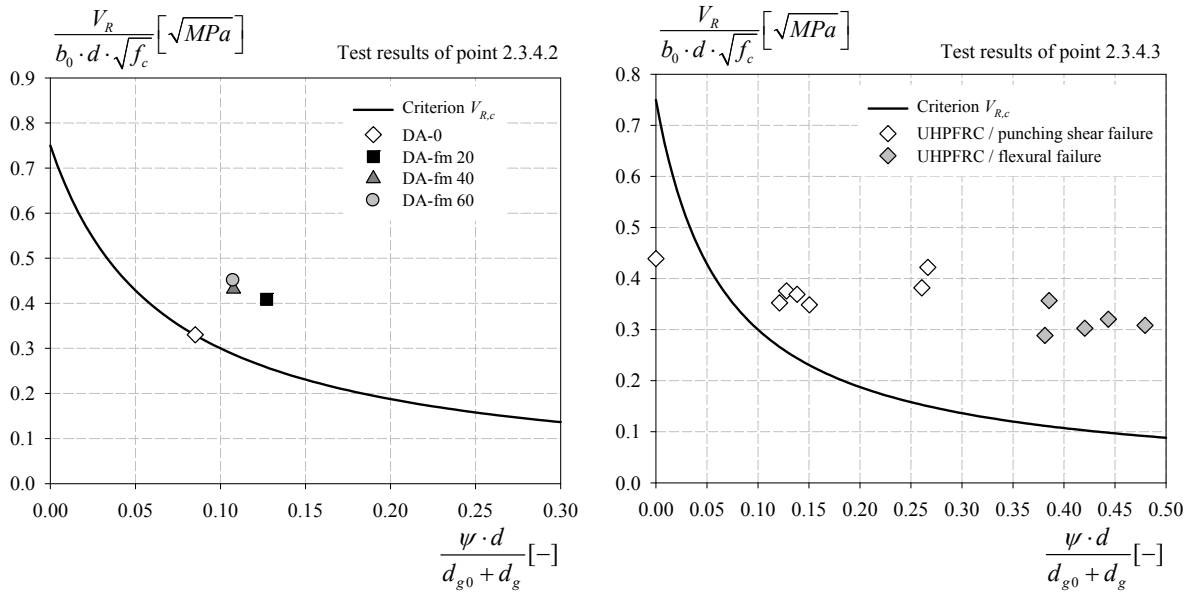 V_R / (b_0 · d · √f_c) [√MPa]
Test results of point 2.3.4.2
0.9
0.8
0.7
0.6
0.5
0.4
0.3
0.2
0.1
0.0
Criterion V_{R,c}
DA-0
DA-fm 20
DA-fm 40
DA-fm 60
0.00 0.05 0.10 0.15 0.20 0.25 0.30
ψ · d / (d_{g0} + d_g) [−]
V_R / (b_0 · d · √f_c) [√MPa]
Test results of point 2.3.4.3
0.8
0.7
0.6
0.5
0.4
0.3
0.2
0.1
0.0
Criterion V_{R,c}
UHPFRC / punching shear failure
UHPFRC / flexural failure
0.00 0.05 0.10 0.15 0.20 0.25 0.30 0.35 0.40 0.45 0.50
ψ · d / (d_{g0} + d_g) [−]